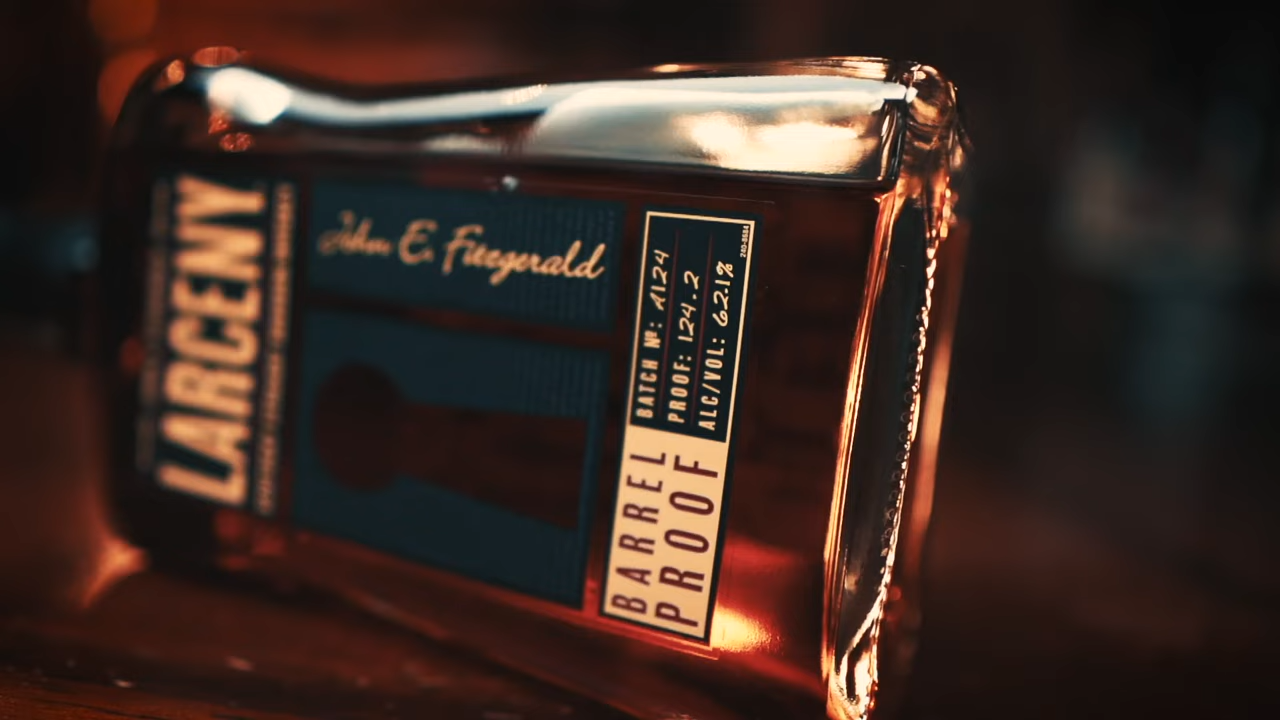 LARCENY
John E. Fitzgerald
BARREL
PROOF
BATCH Nº: A124
PROOF: 124.2
ALC/VOL: 62.1%